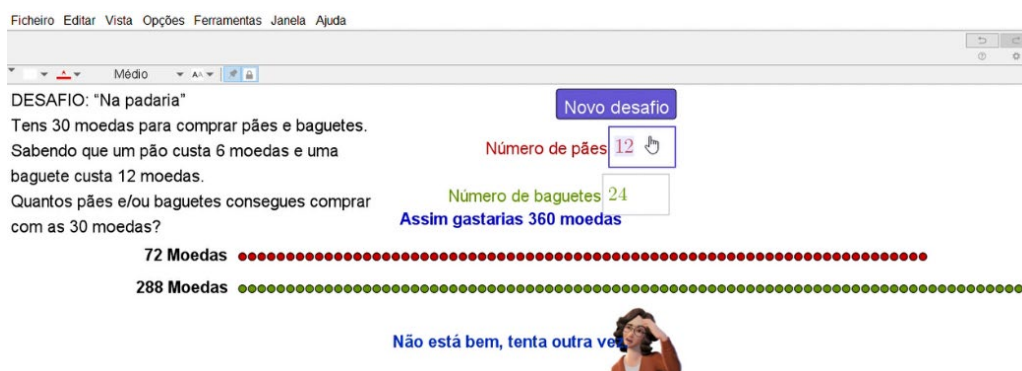 Ficheiro Editar Vista Opções Ferramentas Janela Ajuda
Médio
DESAFIO: “Na padaria”
Tens 30 moedas para comprar pães e baguetes.
Sabendo que um pão custa 6 moedas e uma
baguete custa 12 moedas.
Quantos pães e/ou baguetes consegues comprar
com as 30 moedas?
Novo desafio
Número de pães 12
Número de baguetes 24
Assim gastarias 360 moedas
72 Moedas
288 Moedas
Não está bem, tenta outra vez